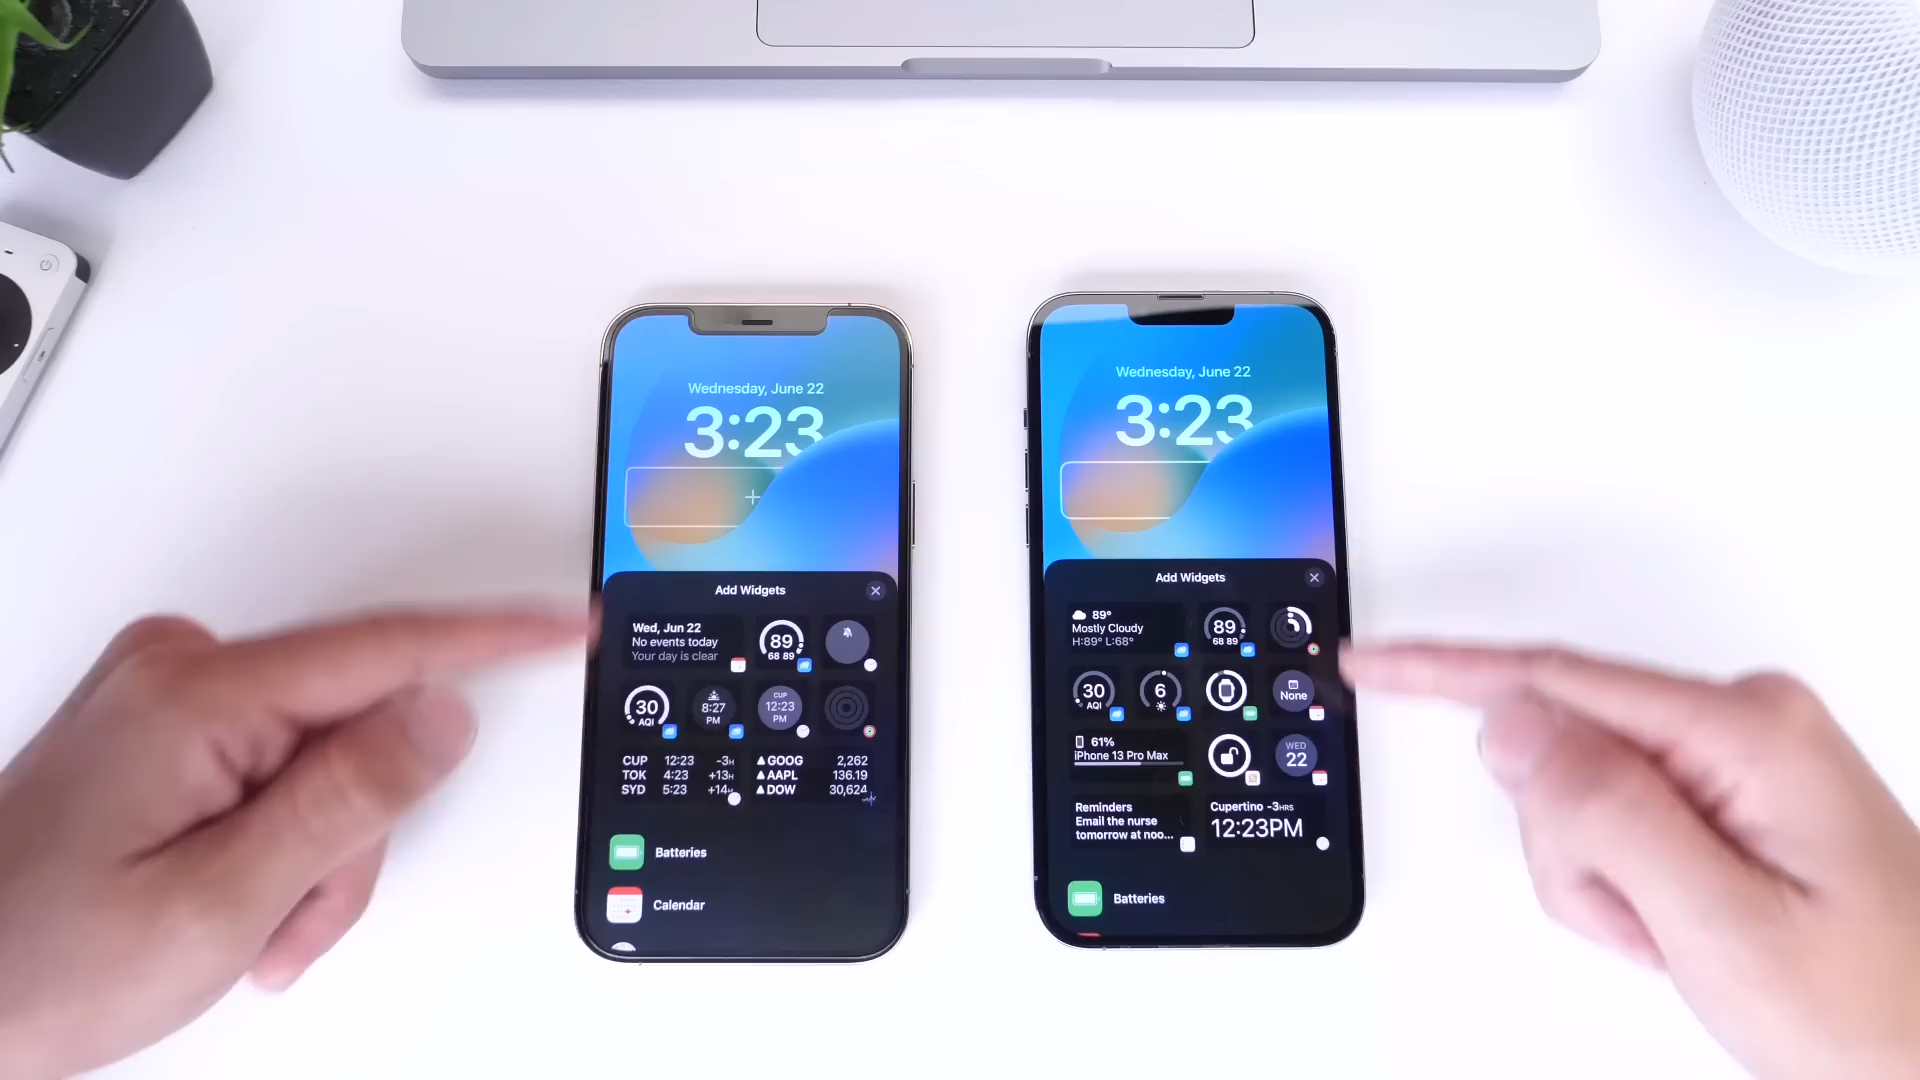 Wednesday, June 22
3:23
Add Widgets
Wed, Jun 22
No events today
Your day is clear
89
68 89
30
AQI
8:27
PM
CUP
12:23
PM
CUP 12:23 -3H
TOK 4:23 +13H
SYD 5:23 +14H
▲GOOG 2,262
▲AAPL 136.19
▲DOW 30,624
Batteries
Calendar
Wednesday, June 22
3:23
Add Widgets
89°
Mostly Cloudy
H:89° L:68°
89
68 89
30
AQI
6
None
61%
iPhone 13 Pro Max
WED
22
Reminders
Email the nurse
tomorrow at noo...
Cupertino -3HRS
12:23PM
Batteries